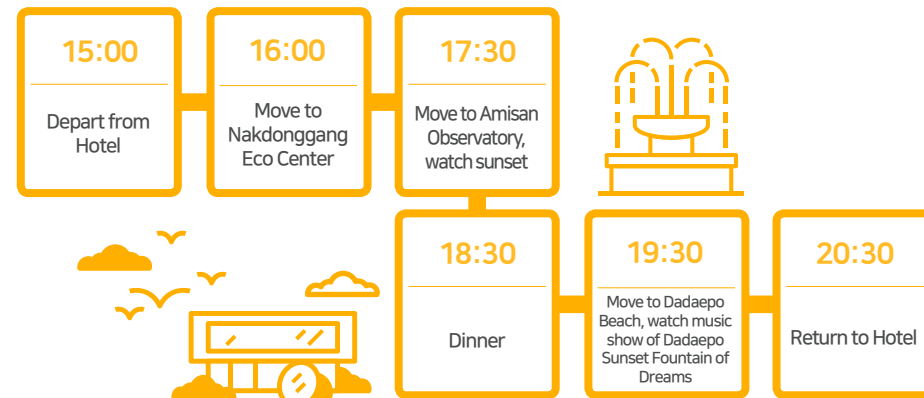 15:00
Depart from
Hotel
16:00
Move to
Nakdonggang
Eco Center
17:30
Move to Amisan
Observatory,
watch sunset
18:30
Dinner
19:30
Move to Dadaepo
Beach, watch music
show of Dadaepo
Sunset Fountain of
Dreams
20:30
Return to Hotel